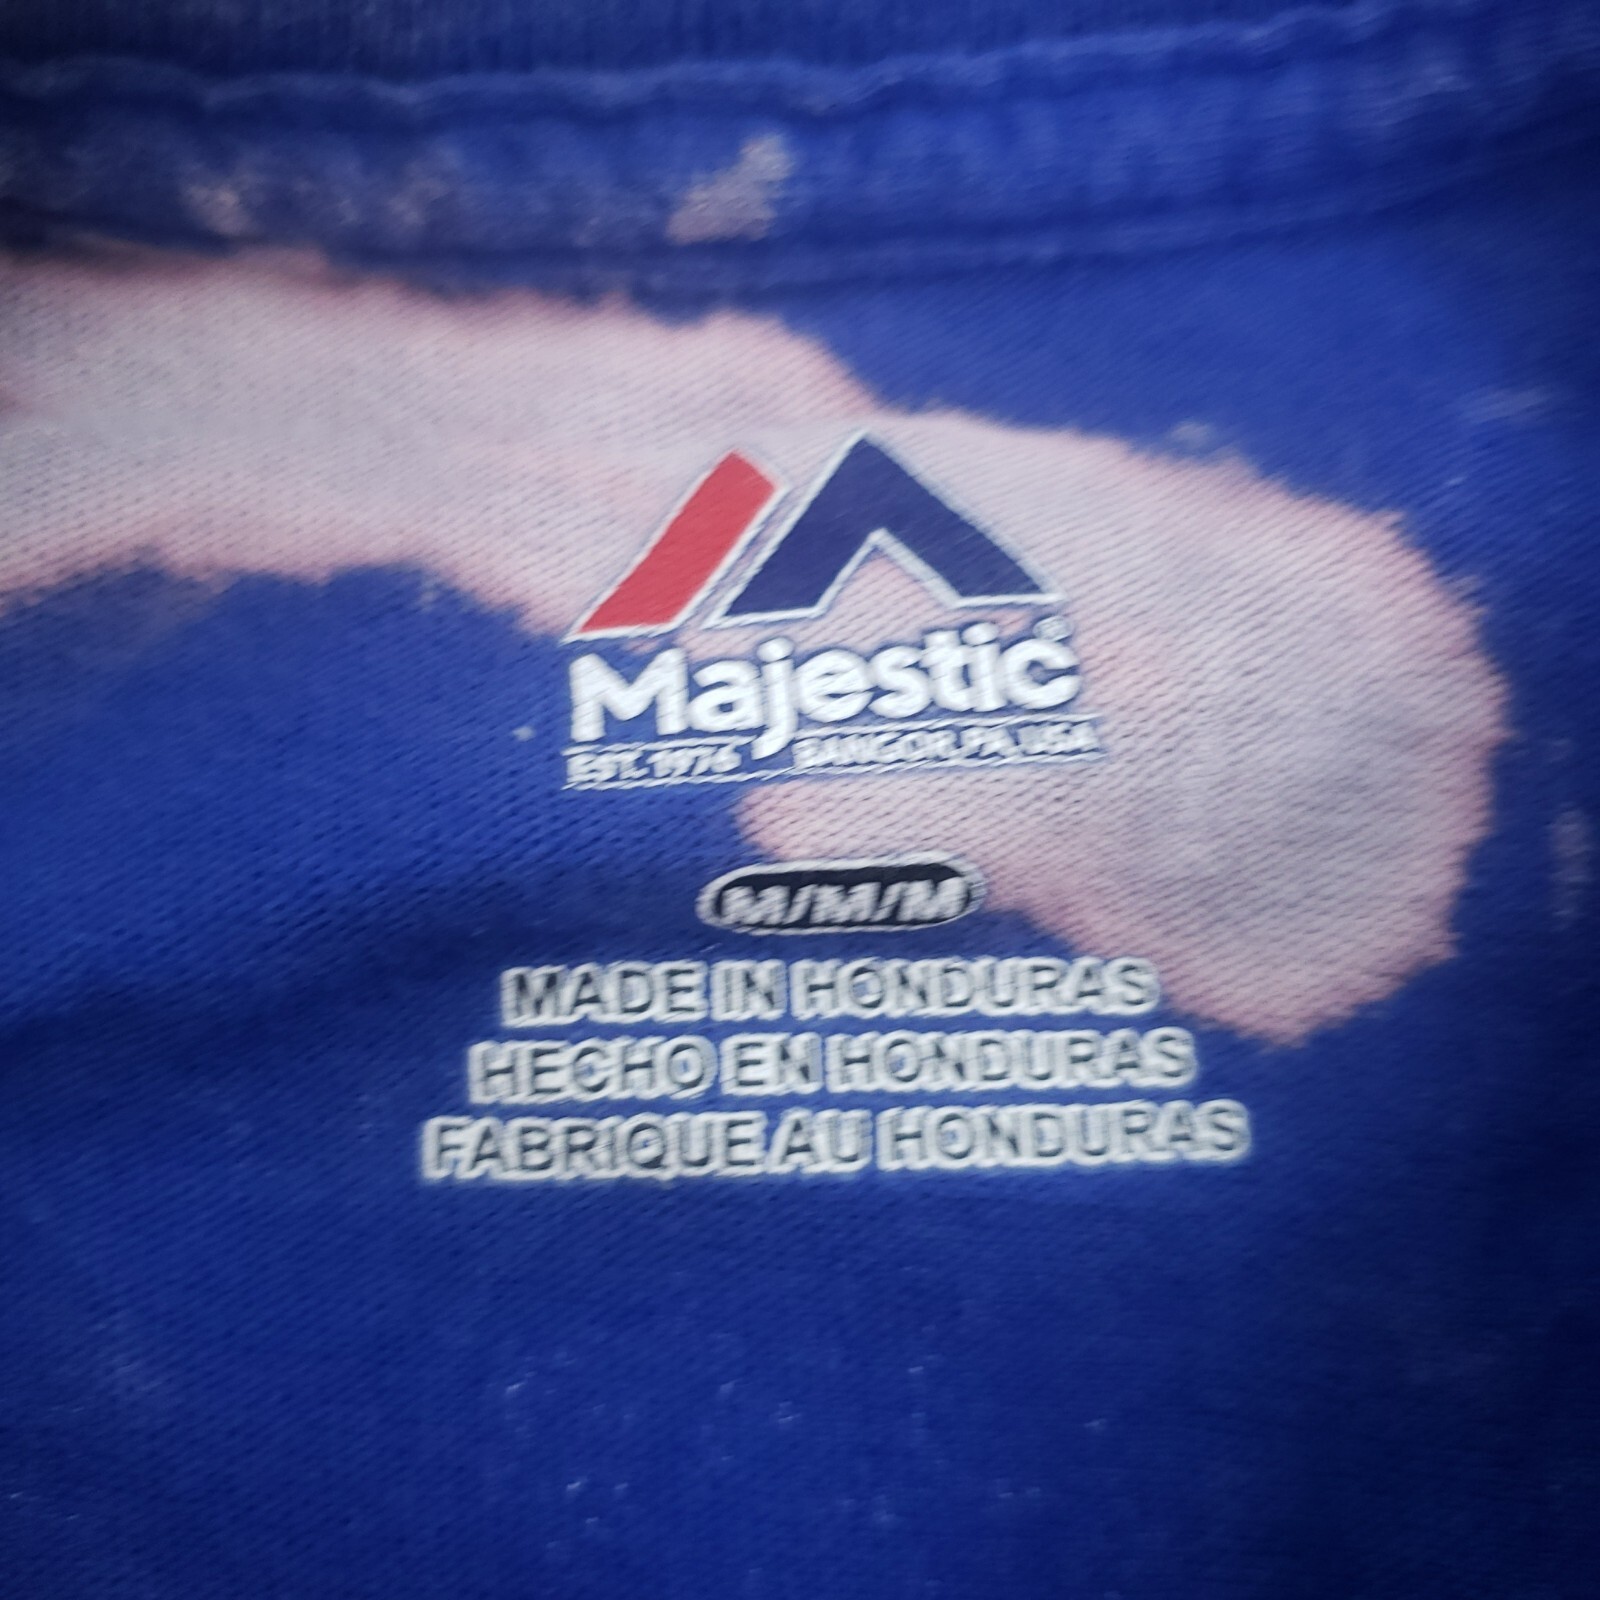 Majestic®
EST. 1976 BANGOR, PA, USA
M/M/M
MADE IN HONDURAS
HECHO EN HONDURAS
FABRIQUE AU HONDURAS